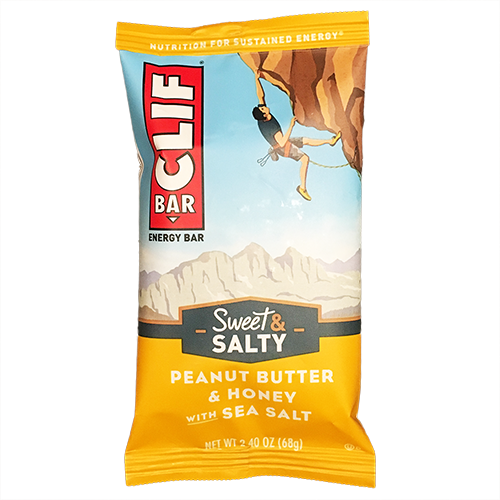 NUTRITION FOR SUSTAINED ENERGY®
CLIF
BAR
ENERGY BAR
Sweet &
SALTY
PEANUT BUTTER
& HONEY
WITH SEA SALT
NET WT 2.40 OZ (68g)